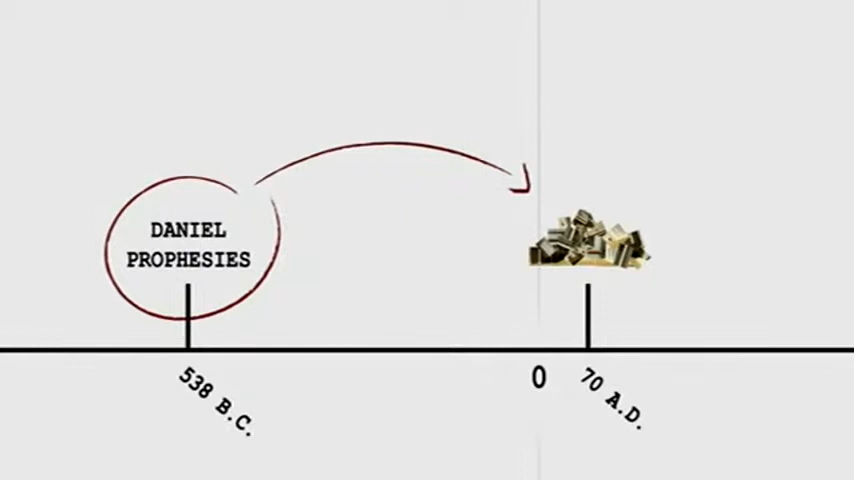 DANIEL
PROPHESIES
538 B.C.
0
70 A.D.